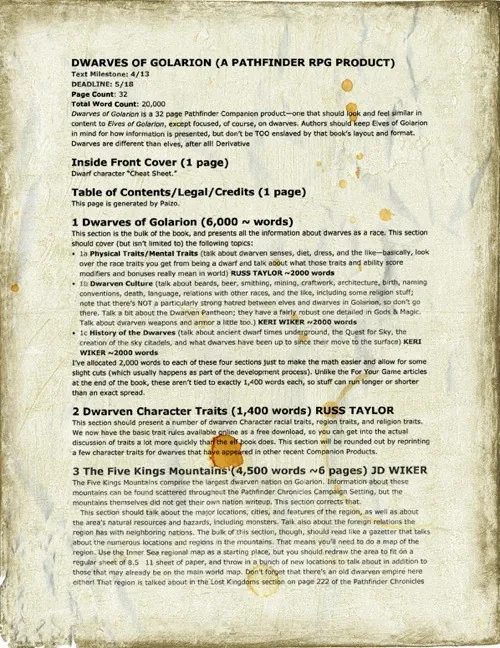 DWARVES OF GOLARION (A PATHFINDER RPG PRODUCT)
Text Milestone: 4/13
DEADLINE: 5/18
Page Count: 32
Total Word Count: 20,000
Dwarves of Golarion is a 32 page Pathfinder Companion product—one that should look and feel similar in
content to Elves of Golarion, except focused, of course, on dwarves. Authors should keep Elves of Golarion
in mind for how information is presented, but don't be TOO enslaved by that book's layout and format.
Dwarves are different than elves, after all! Derivative
Inside Front Cover (1 page)
Dwarf character "Cheat Sheet."
Table of Contents/Legal/Credits (1 page)
This page is generated by Paizo.
1 Dwarves of Golarion (6,000 ~ words)
This section is the bulk of the book, and presents all the information about dwarves as a race. This section
should cover (but isn't limited to) the following topics:
• 1a Physical Traits/Mental Traits (talk about dwarven senses, diet, dress, and the like—basically, look
over the race traits you get from being a dwarf and talk about what those traits and ability score
modifiers and bonuses really mean in world) RUSS TAYLOR ~2000 words
• 1b Dwarven Culture (talk about beards, beer, smithing, mining, craftwork, architecture, birth, naming
conventions, death, language, relations with other races, and the like, including some religion stuff;
note that there's NOT a particularly strong hatred between elves and dwarves in Golarion, so don't go
there. Talk a bit about the Dwarven Pantheon; they have a fairly robust one detailed in Gods & Magic.
Talk about dwarven weapons and armor a little too.) KERI WIKER ~2000 words
• 1c History of the Dwarves (Talk about ancient dwarf times underground, the Quest for Sky, the
creation of the sky citadels, and what dwarves have been up to since their move to the surface) KERI
WIKER ~2000 words
I've allocated 2,000 words to each of these four sections just to make the math easier and allow for some
slight cuts (which usually happens as part of the development process). Unlike the For Your Game articles
at the end of the book, these aren't tied to exactly 1,400 words each, so stuff can run longer or shorter
than an exact spread.
2 Dwarven Character Traits (1,400 words) RUSS TAYLOR
This section should present a number of dwarven Character racial traits, region traits, and religion traits.
We now have the basic trait rules available online as a free download, so you can get into the actual
discussion of traits a lot more quickly than the elf book does. This section will be rounded out by reprinting
a few character traits for dwarves that have appeared in other recent Companion Products.
3 The Five Kings Mountains (4,500 words ~6 pages) JD WIKER
The Five Kings Mountains comprise the largest dwarven nation on Golarion. Information about these
mountains can be found scattered throughout the Pathfinder Chronicles Campaign Setting, but the
mountains themselves did not get their own nation writeup. This section corrects that.
This section should talk about the major locations, cities, and features of the region, as well as about
the area's natural resources and hazards, including monsters. Talk also about the foreign relations the
region has with neighboring nations. The bulk of this section, though, should read like a gazetteer that talks
about the numerous locations and regions in the mountains. That means you'll need to do a map of the
region. Use the Inner Sea regional map as a starting place, but you should redraw the area to fit on a
regular sheet of 8.5 11 sheet of paper, and throw in a bunch of new locations to talk about in addition to
those that may already be on the main world map. Don't forget that there's an old dwarven empire here
either! That region is talked about in the Lost Kingdoms section on page 222 of the Pathfinder Chronicles